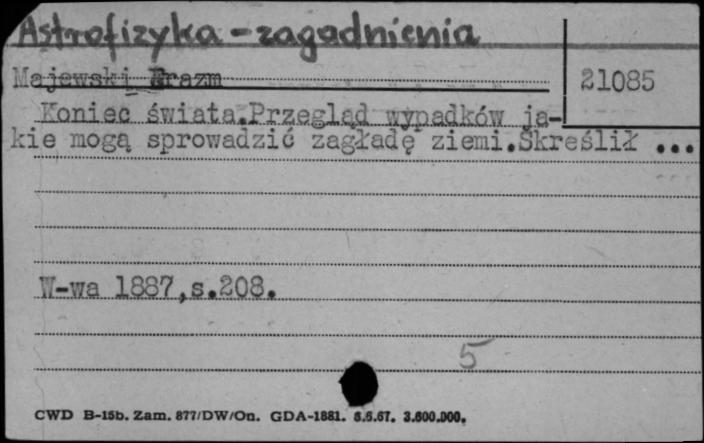 Astrofizyka - zagadnienia
Majewski Erazm
21085
Koniec świata.Przegląd wypadków ja-
kie mogą sprowadzić zagładę ziemi.Skreślił ...
W-wa 1887,s.208.
5
CWD B-15b. Zam. 877/DW/On. GDA-1881. 8.5.67. 3.600.000.